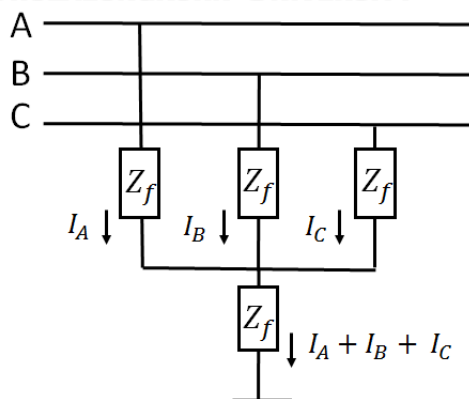 A
B
C
Z_f Z_f Z_f
I_A I_B I_C
Z_f
I_A + I_B + I_C